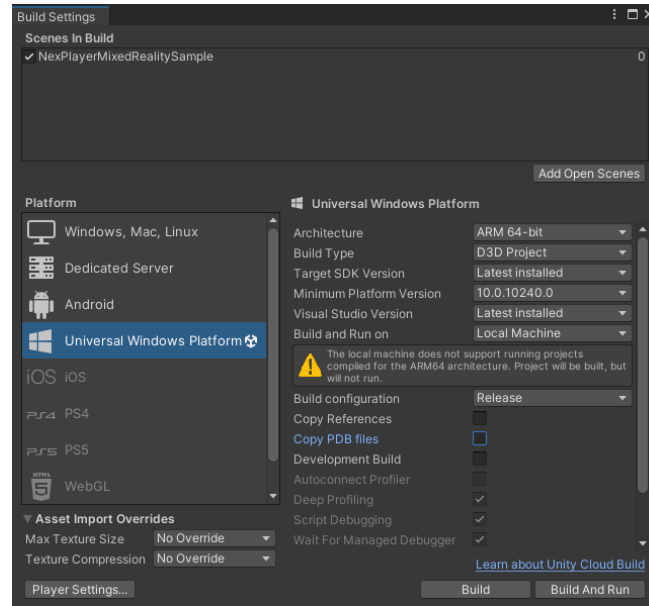 Build Settings
Scenes In Build
NexPlayerMixedRealitySample 0
Add Open Scenes
Platform
Windows, Mac, Linux
Dedicated Server
Android
Universal Windows Platform
iOS iOS
PS4 PS4
PS5 PS5
HTML
WebGL
Asset Import Overrides
Max Texture Size No Override
Texture Compression No Override
Player Settings...
Universal Windows Platform
Architecture ARM 64-bit
Build Type D3D Project
Target SDK Version Latest installed
Minimum Platform Version 10.0.10240.0
Visual Studio Version Latest installed
Build and Run on Local Machine
The local machine does not support running projects
compiled for the ARM64 architecture. Project will be built, but
will not run.
Build configuration Release
Copy References
Copy PDB files
Development Build
Autoconnect Profiler
Deep Profiling
Script Debugging
Wait For Managed Debugger
Learn about Unity Cloud Build
Build Build And Run